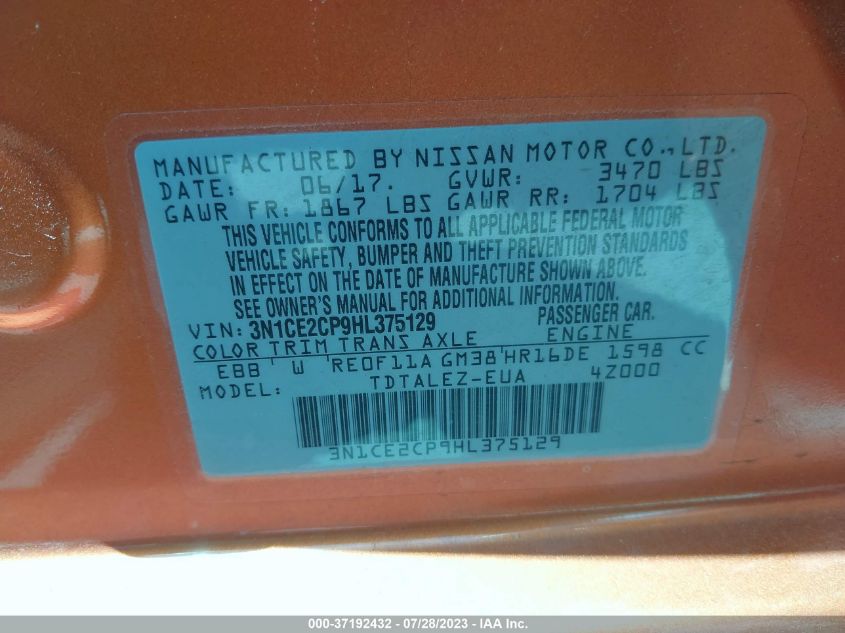 MANUFACTURED BY NISSAN MOTOR CO., LTD.
DATE: 06/17. GVWR: 3470 LBS
GAWR FR: 1867 LBS GAWR RR: 1704 LBS
THIS VEHICLE CONFORMS TO ALL APPLICABLE FEDERAL MOTOR
VEHICLE SAFETY, BUMPER AND THEFT PREVENTION STANDARDS
IN EFFECT ON THE DATE OF MANUFACTURE SHOWN ABOVE.
SEE OWNER'S MANUAL FOR ADDITIONAL INFORMATION.
VIN: 3N1CE2CP9HL375129 PASSENGER CAR.
COLOR TRIM TRANS AXLE ENGINE
EBB W RE0F11A GM38 HR16DE 1598 CC
MODEL: TDTALEZ-EUA 4Z000
3N1CE2CP9HL375129
000-37192432 - 07/28/2023 - IAA Inc.